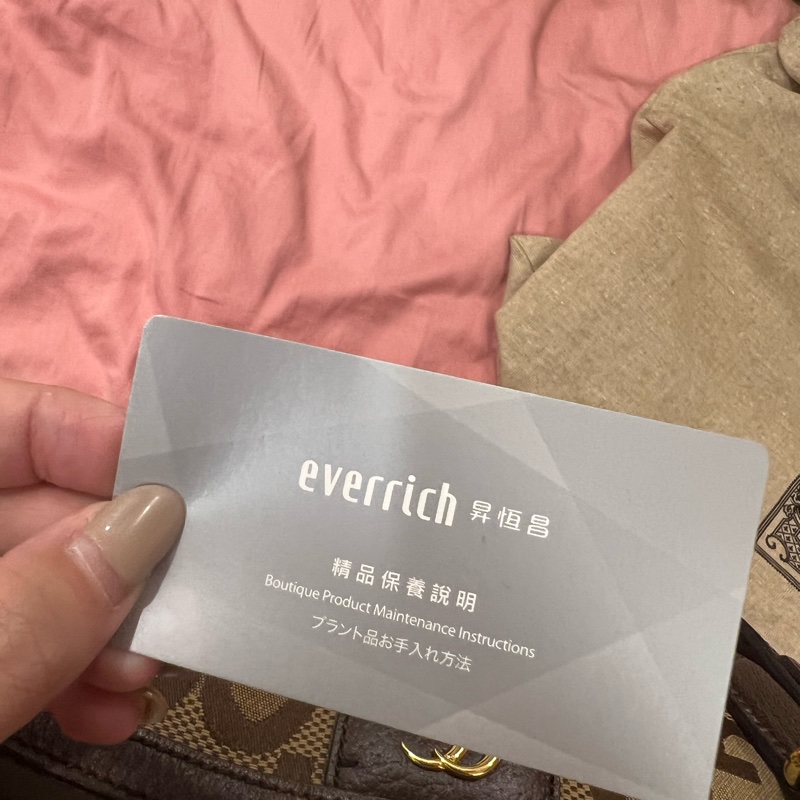 everrich 昇恆昌
精品保養說明
Boutique Product Maintenance Instructions
ブラント品お手入れ方法